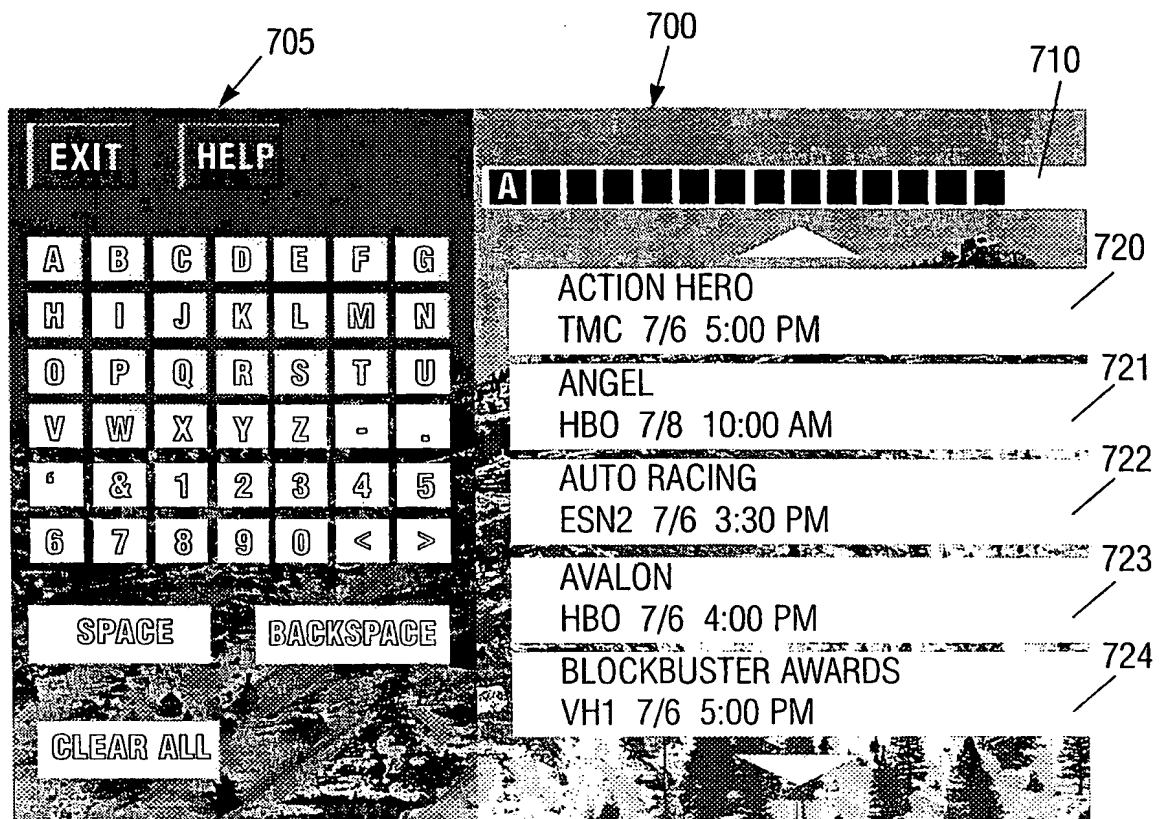 705
700
710
EXIT HELP
A
A B C D E F G
H I J K L M N
O P Q R S T U
V W X Y Z - .
‘ & 1 2 3 4 5
6 7 8 9 0 < >
SPACE BACKSPACE
CLEAR ALL
ACTION HERO
TMC 7/6 5:00 PM
720
ANGEL
HBO 7/8 10:00 AM
721
AUTO RACING
ESN2 7/6 3:30 PM
722
AVALON
HBO 7/6 4:00 PM
723
BLOCKBUSTER AWARDS
VH1 7/6 5:00 PM
724